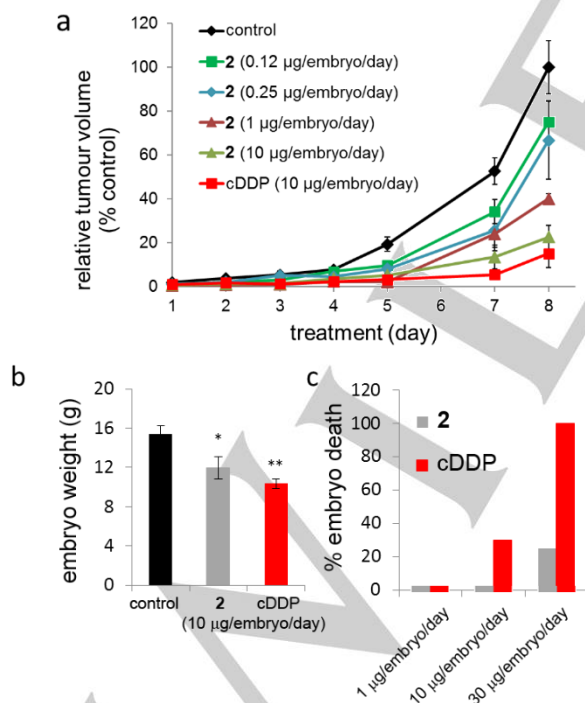 a
120
100
80
60
40
20
0
relative tumour volume
(% control)
control
2 (0.12 µg/embryo/day)
2 (0.25 µg/embryo/day)
2 (1 µg/embryo/day)
2 (10 µg/embryo/day)
cDDP (10 µg/embryo/day)
1 2 3 4 5 6 7 8
treatment (day)
b
embryo weight (g)
20
16
12
8
4
0
*
**
control 2 cDDP
(10 µg/embryo/day)
c
% embryo death
120
100
80
60
40
20
0
2
cDDP
1 µg/embryo/day
10 µg/embryo/day
30 µg/embryo/day